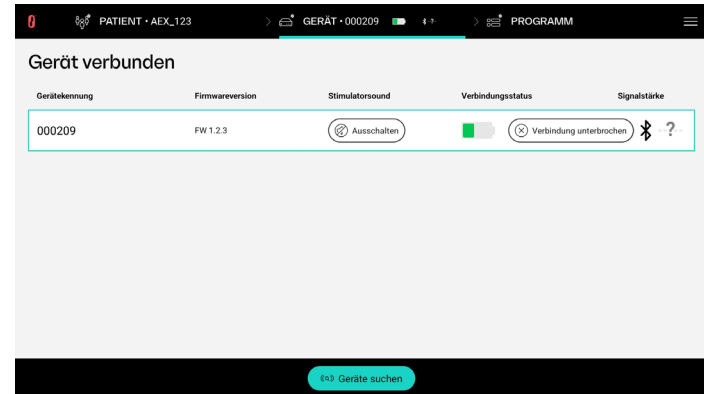 PATIENT • AEX_123
GERÄT • 000209
-?-
PROGRAMM
Gerät verbunden
Gerätekennung Firmwareversion Stimulatorsound Verbindungsstatus Signalstärke
000209 FW 1.2.3 Ausschalten Verbindung unterbrochen --?--
Geräte suchen